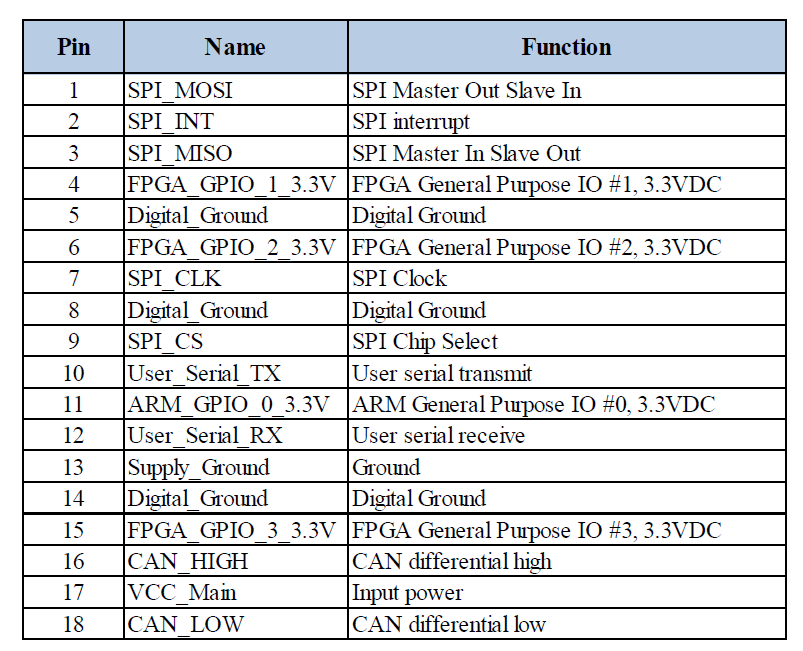 Pin Name Function
1 SPI_MOSI SPI Master Out Slave In
2 SPI_INT SPI interrupt
3 SPI_MISO SPI Master In Slave Out
4 FPGA_GPIO_1_3.3V FPGA General Purpose IO #1, 3.3VDC
5 Digital_Ground Digital Ground
6 FPGA_GPIO_2_3.3V FPGA General Purpose IO #2, 3.3VDC
7 SPI_CLK SPI Clock
8 Digital_Ground Digital Ground
9 SPI_CS SPI Chip Select
10 User_Serial_TX User serial transmit
11 ARM_GPIO_0_3.3V ARM General Purpose IO #0, 3.3VDC
12 User_Serial_RX User serial receive
13 Supply_Ground Ground
14 Digital_Ground Digital Ground
15 FPGA_GPIO_3_3.3V FPGA General Purpose IO #3, 3.3VDC
16 CAN_HIGH CAN differential high
17 VCC_Main Input power
18 CAN_LOW CAN differential low